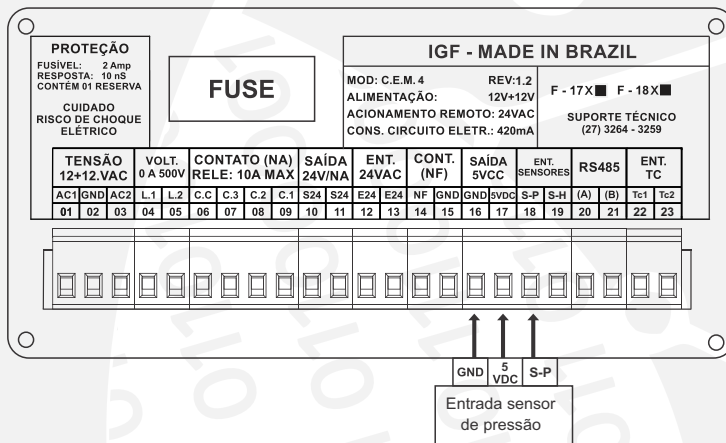 PROTEÇÃO
FUSÍVEL: 2 Amp
RESPOSTA: 10 nS
CONTÉM 01 RESERVA
CUIDADO
RISCO DE CHOQUE
ELÉTRICO
FUSE
IGF - MADE IN BRAZIL
MOD: C.E.M. 4 REV:1.2
ALIMENTAÇÃO: 12V+12V
ACIONAMENTO REMOTO: 24VAC
CONS. CIRCUITO ELETR.: 420mA
F - 17X■ F - 18X■
SUPORTE TÉCNICO
(27) 3264 - 3259
TENSÃO VOLT. CONTATO (NA) SAÍDA ENT. CONT. SAÍDA ENT. RS485 ENT.
12+12.VAC 0 A 500V RELE: 10A MAX 24V/NA 24VAC (NF) 5VCC SENSORES TC
AC1 GND AC2 L.1 L.2 C.C C.3 C.2 C.1 S24 S24 E24 E24 NF GND GND 5VDC S-P S-H (A) (B) Tc1 Tc2
01 02 03 04 05 06 07 08 09 10 11 12 13 14 15 16 17 18 19 20 21 22 23
GND 5 VDC S-P
Entrada sensor
de pressão